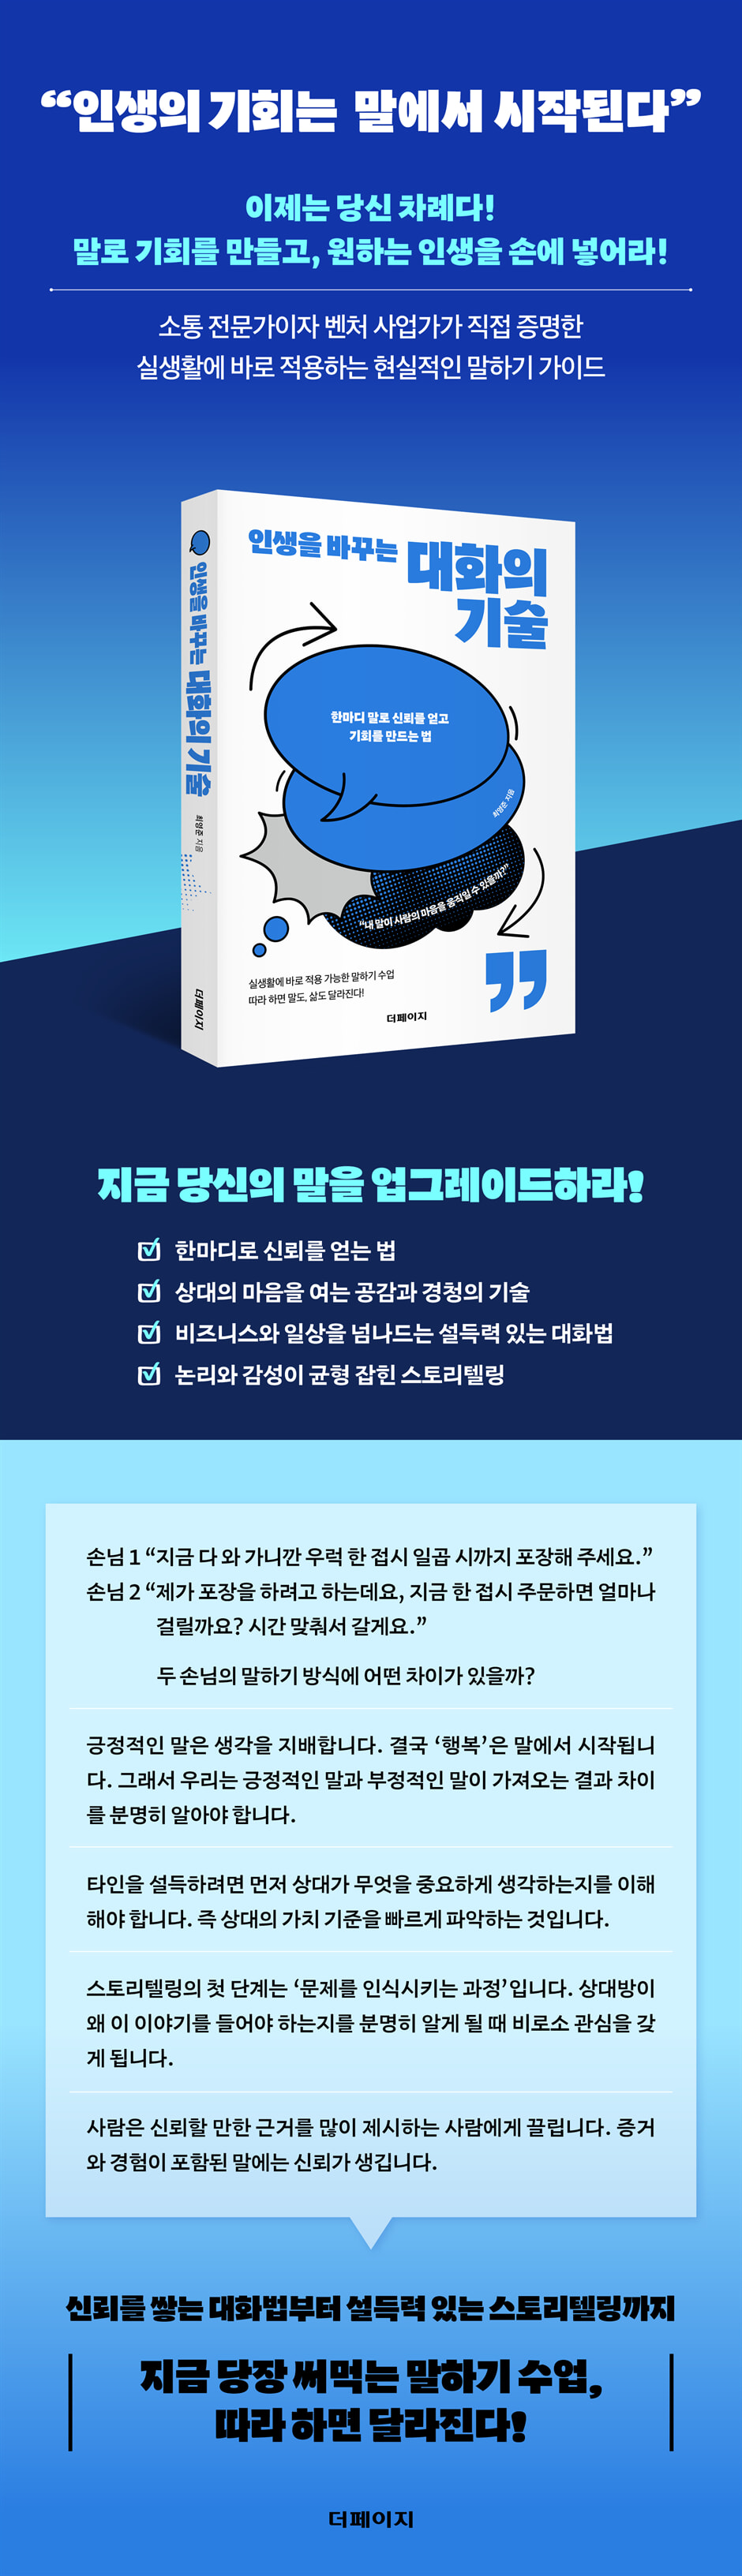 “인생의 기회는 말에서 시작된다”
이제는 당신 차례다!
말로 기회를 만들고, 원하는 인생을 손에 넣어라!
소통 전문가이자 벤처 사업가가 직접 증명한
실생활에 바로 적용하는 현실적인 말하기 가이드
인생을 바꾸는 대화의 기술
최영준 지음
더페이지
인생을 바꾸는 대화의
기술
한마디 말로 신뢰를 얻고
기회를 만드는 법
최영준 지음
“내 말이 사람의 마음을 움직일 수 있을까?”
실생활에 바로 적용 가능한 말하기 수업
따라 하면 말도, 삶도 달라진다!
”
더페이지
지금 당신의 말을 업그레이드하라!
한마디로 신뢰를 얻는 법
상대의 마음을 여는 공감과 경청의 기술
비즈니스와 일상을 넘나드는 설득력 있는 대화법
논리와 감성이 균형 잡힌 스토리텔링
손님 1 “지금 다 와 가니깐 우럭 한 접시 일곱 시까지 포장해 주세요.”
손님 2 “제가 포장을 하려고 하는데요, 지금 한 접시 주문하면 얼마나
걸릴까요? 시간 맞춰서 갈게요.”
두 손님의 말하기 방식에 어떤 차이가 있을까?
긍정적인 말은 생각을 지배합니다. 결국 ‘행복’은 말에서 시작됩니
다. 그래서 우리는 긍정적인 말과 부정적인 말이 가져오는 결과 차이
를 분명히 알아야 합니다.
타인을 설득하려면 먼저 상대가 무엇을 중요하게 생각하는지를 이해
해야 합니다. 즉 상대의 가치 기준을 빠르게 파악하는 것입니다.
스토리텔링의 첫 단계는 ‘문제를 인식시키는 과정’입니다. 상대방이
왜 이 이야기를 들어야 하는지를 분명히 알게 될 때 비로소 관심을 갖
게 됩니다.
사람은 신뢰할 만한 근거를 많이 제시하는 사람에게 끌립니다. 증거
와 경험이 포함된 말에는 신뢰가 생깁니다.
신뢰를 쌓는 대화법부터 설득력 있는 스토리텔링까지
지금 당장 써먹는 말하기 수업,
따라 하면 달라진다!
더페이지